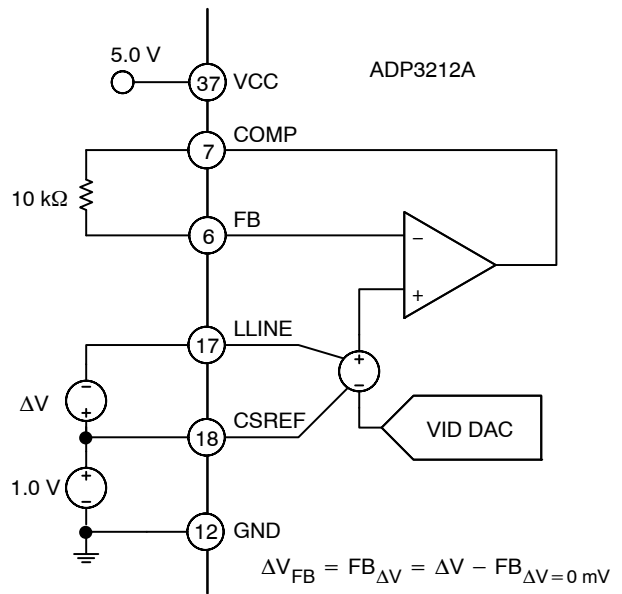 5.0 V
ADP3212A
37 VCC
7 COMP
10 kΩ
6 FB
−
+
17 LLINE
+
−
−
ΔV
+
18 CSREF
VID DAC
+
1.0 V
−
12 GND
ΔV_FB = FB_ΔV = ΔV − FB_ΔV=0 mV